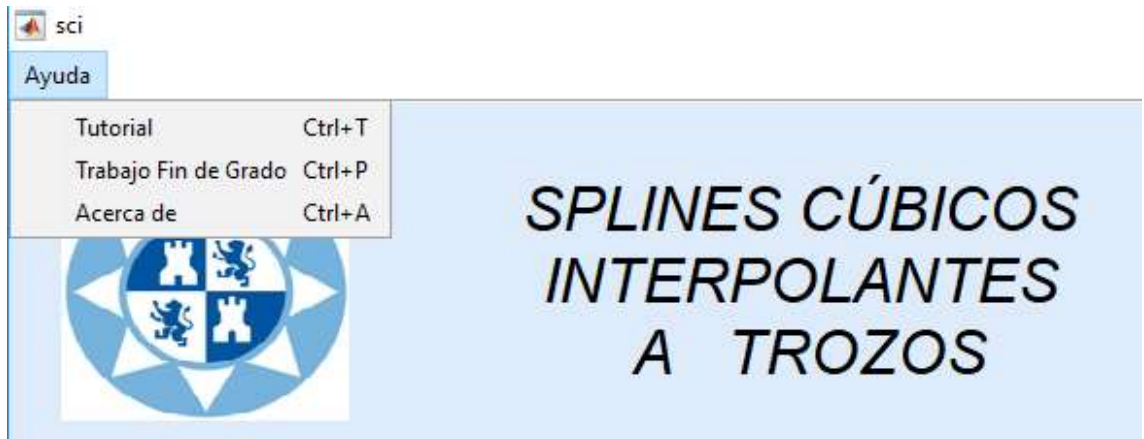 sci
Ayuda
Tutorial Ctrl+T
Trabajo Fin de Grado Ctrl+P
Acerca de Ctrl+A
SPLINES CÚBICOS
INTERPOLANTES
A TROZOS